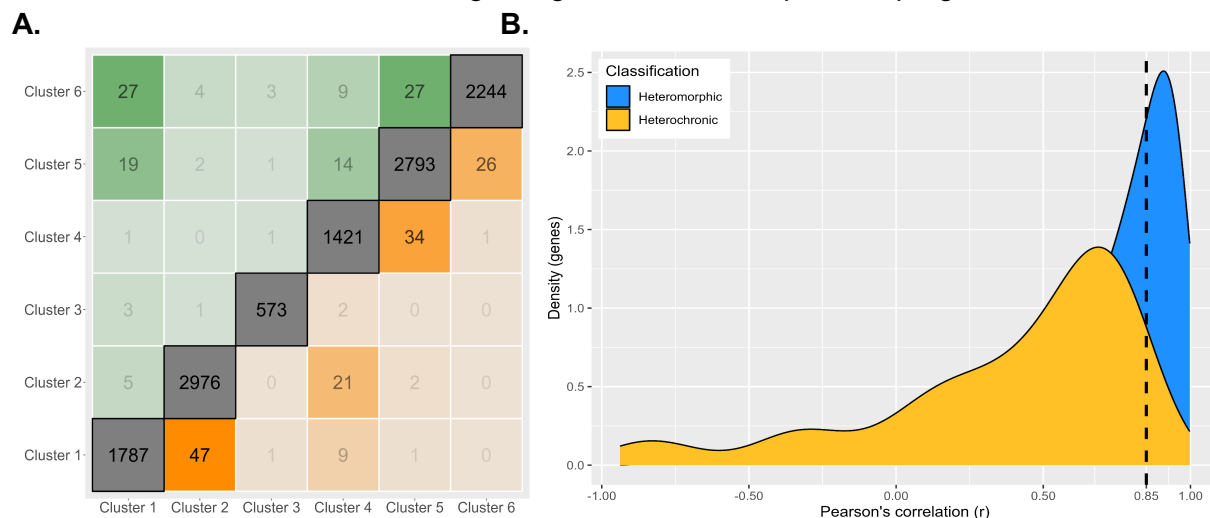 A.
Cluster 6 27 4 3 9 27 2244
Cluster 5 19 2 1 14 2793 26
Cluster 4 1 0 1 1421 34 1
Cluster 3 3 1 573 2 0 0
Cluster 2 5 2976 0 21 2 0
Cluster 1 1787 47 1 9 1 0
Cluster 1 Cluster 2 Cluster 3 Cluster 4 Cluster 5 Cluster 6
B.
Classification
Heteromorphic
Heterochronic
Density (genes)
2.5
2.0
1.5
1.0
0.5
0.0
-1.00 -0.50 0.00 0.50 0.85 1.00
Pearson's correlation (r)